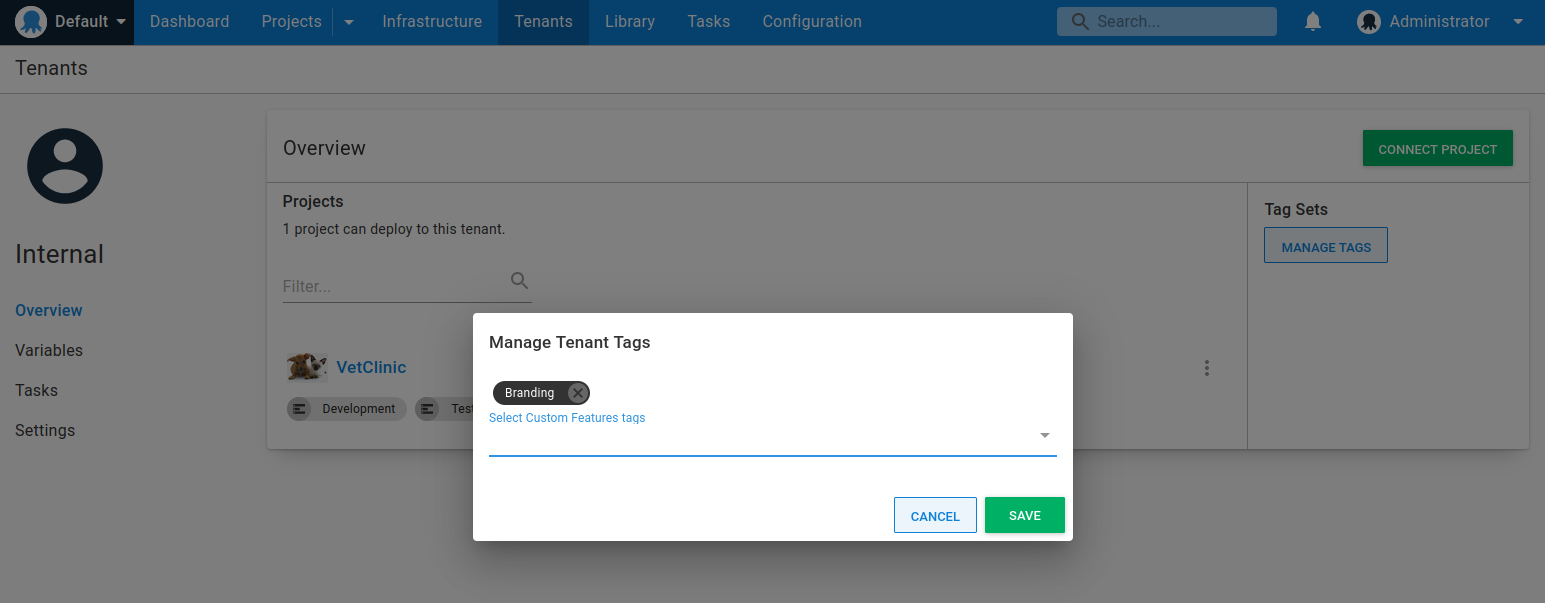 Default Dashboard Projects Infrastructure Tenants Library Tasks Configuration Search... Administrator
Tenants
Overview
CONNECT PROJECT
Internal
Overview
Variables
Tasks
Settings
Projects
1 project can deploy to this tenant.
Filter...
VetClinic
Development
Tag Sets
MANAGE TAGS
Manage Tenant Tags
Branding
Select Custom Features tags
CANCEL SAVE